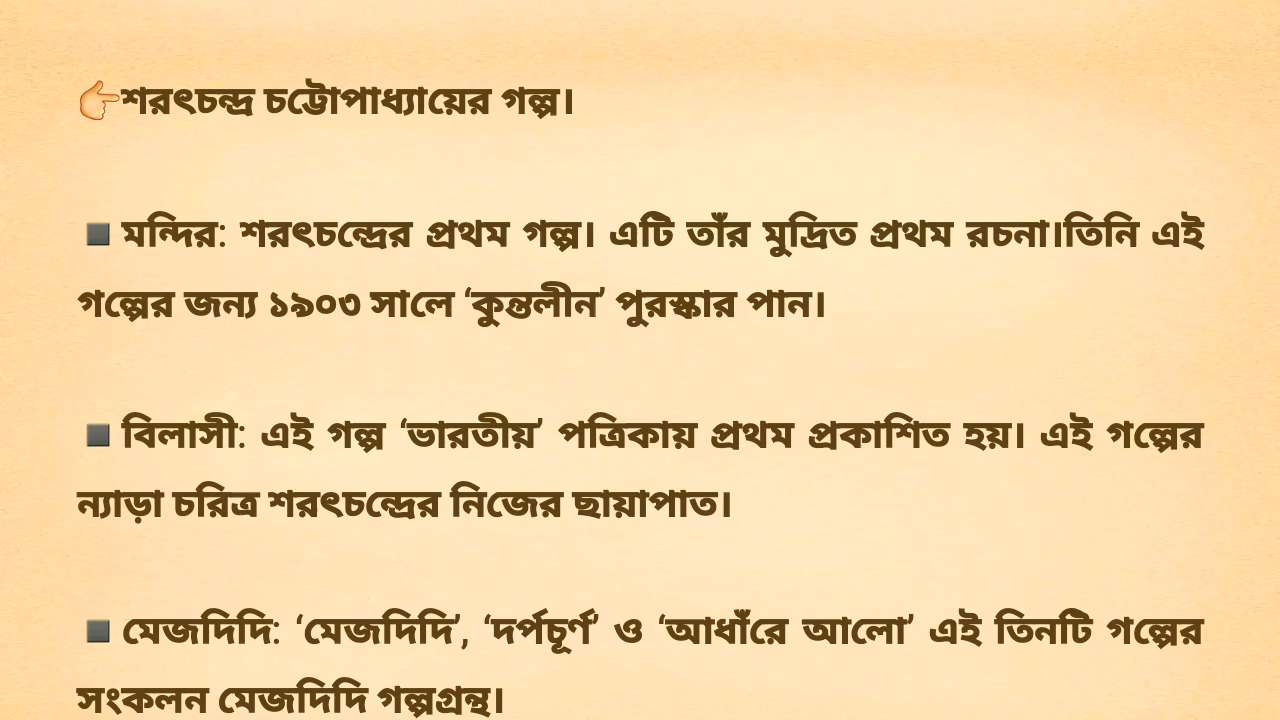 👉শরৎচন্দ্র চট্টোপাধ্যায়ের গল্প।
◾মন্দির: শরৎচন্দ্রের প্রথম গল্প। এটি তাঁর মুদ্রিত প্রথম রচনা।তিনি এই
গল্পের জন্য ১৯০৩ সালে ‘কুন্তলীন’ পুরস্কার পান।
◾বিলাসী: এই গল্প ‘ভারতীয়’ পত্রিকায় প্রথম প্রকাশিত হয়। এই গল্পের
ন্যাড়া চরিত্র শরৎচন্দ্রের নিজের ছায়াপাত।
◾মেজদিদি: ‘মেজদিদি’, ‘দর্পচূর্ণ’ ও ‘আধাঁরে আলো’ এই তিনটি গল্পের
সংকলন মেজদিদি গল্পগ্রন্থ।